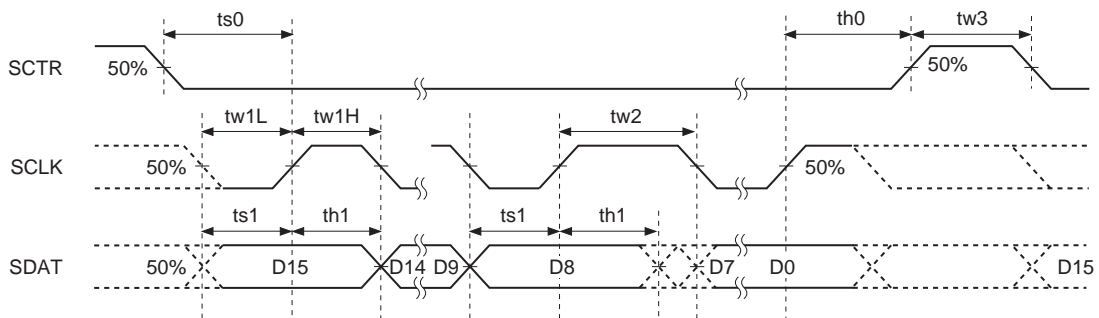 ts0 th0 tw3
SCTR 50% 50%
tw1L tw1H tw2
SCLK 50% 50%
ts1 th1 ts1 th1
SDAT 50% D15 D14 D9 D8 D7 D0 D15